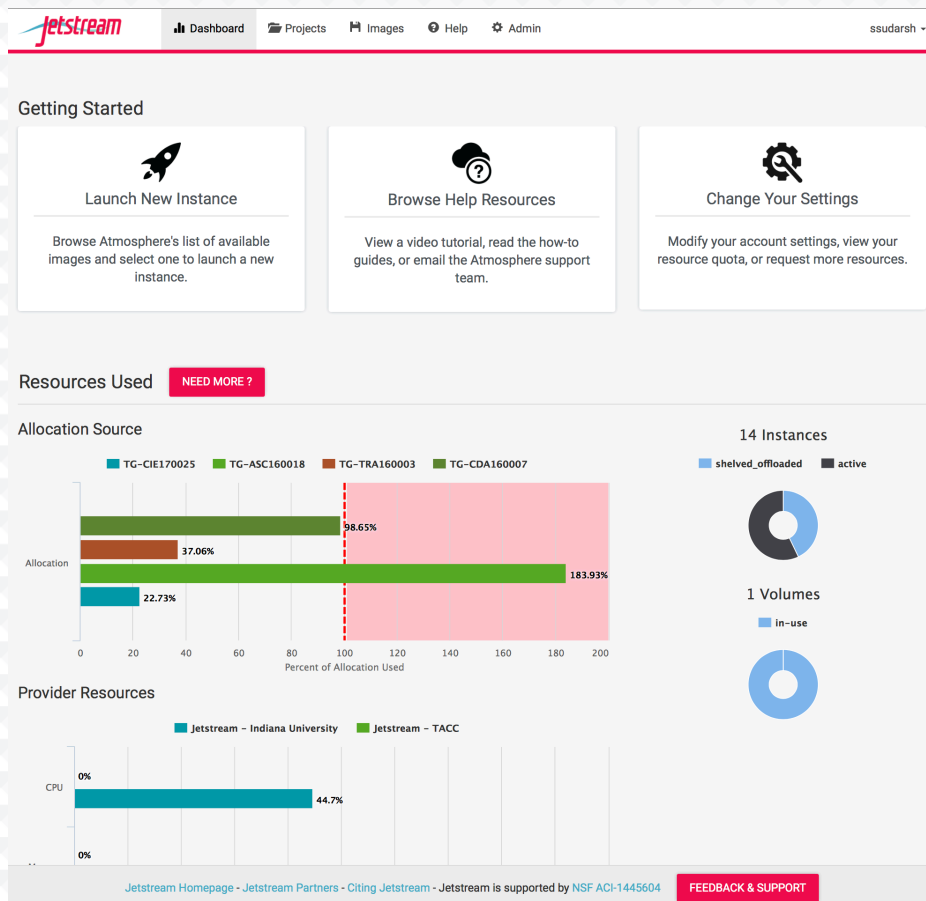 Jetstream
Dashboard
Projects
Images
Help
Admin
ssudarsh
Getting Started
Launch New Instance
Browse Atmosphere's list of available
images and select one to launch a new
instance.
?
Browse Help Resources
View a video tutorial, read the how-to
guides, or email the Atmosphere support
team.
Change Your Settings
Modify your account settings, view your
resource quota, or request more resources.
Resources Used
NEED MORE ?
Allocation Source
TG-CIE170025 TG-ASC160018 TG-TRA160003 TG-CDA160007
98.65%
37.06%
Allocation
183.93%
22.73%
0 20 40 60 80 100 120 140 160 180 200
Percent of Allocation Used
14 Instances
shelved_offloaded active
1 Volumes
in-use
Provider Resources
Jetstream - Indiana University Jetstream - TACC
0%
CPU
44.7%
0%
Jetstream Homepage - Jetstream Partners - Citing Jetstream - Jetstream is supported by NSF ACI-1445604
FEEDBACK & SUPPORT